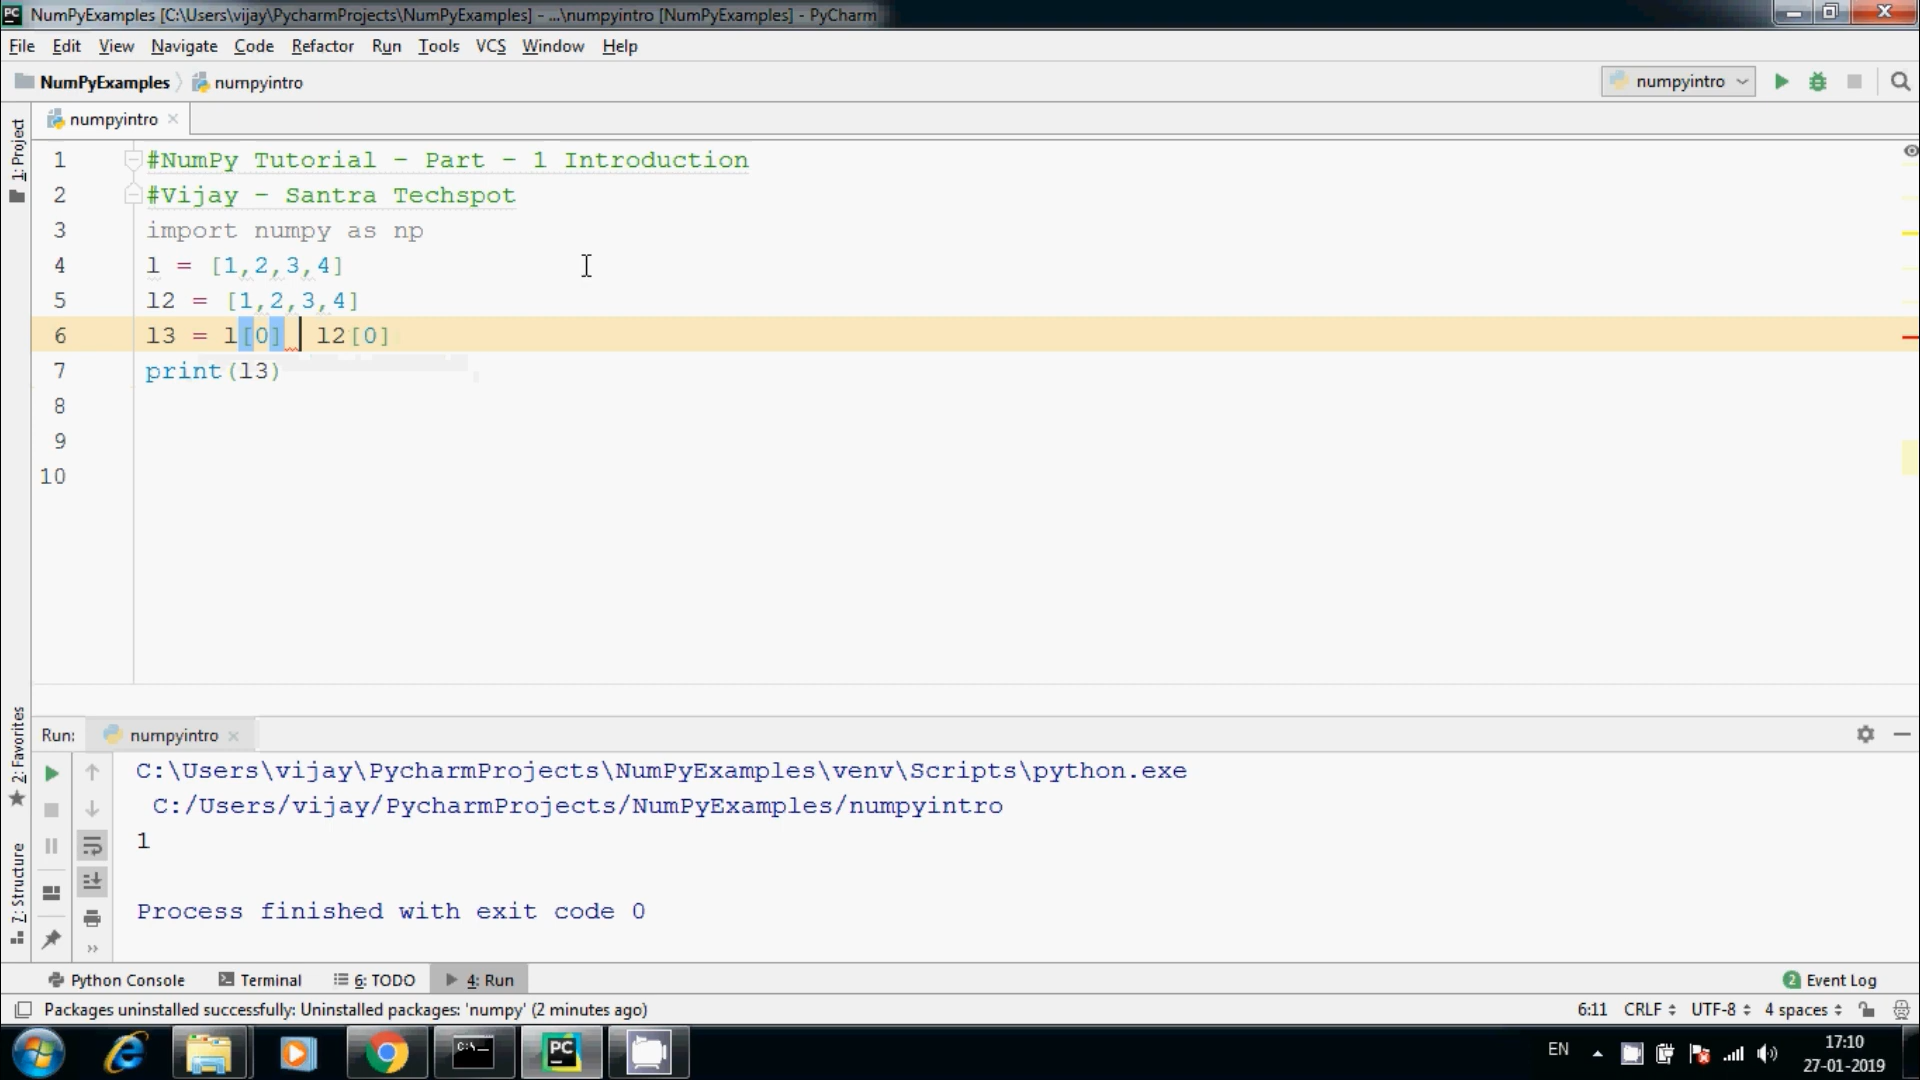 NumPyExamples [C:\Users\vijay\PycharmProjects\NumPyExamples] - ...\numpyintro [NumPyExamples] - PyCharm
File Edit View Navigate Code Refactor Run Tools VCS Window Help
NumPyExamples numpyintro numpyintro
numpyintro
1: Project
1 #NumPy Tutorial - Part - 1 Introduction
2 #Vijay - Santra Techspot
3 import numpy as np
4 l = [1,2,3,4]
5 l2 = [1,2,3,4]
6 l3 = l[0]  l2[0]
7 print(l3)
8
9
10
2: Favorites
7: Structure
Run: numpyintro
C:\Users\vijay\PycharmProjects\NumPyExamples\venv\Scripts\python.exe
C:/Users/vijay/PycharmProjects/NumPyExamples/numpyintro
1
Process finished with exit code 0
Python Console Terminal 6: TODO 4: Run 2 Event Log
Packages uninstalled successfully: Uninstalled packages: 'numpy' (2 minutes ago) 6:11 CRLF UTF-8 4 spaces
PC C:\_ EN 17:10
27-01-2019